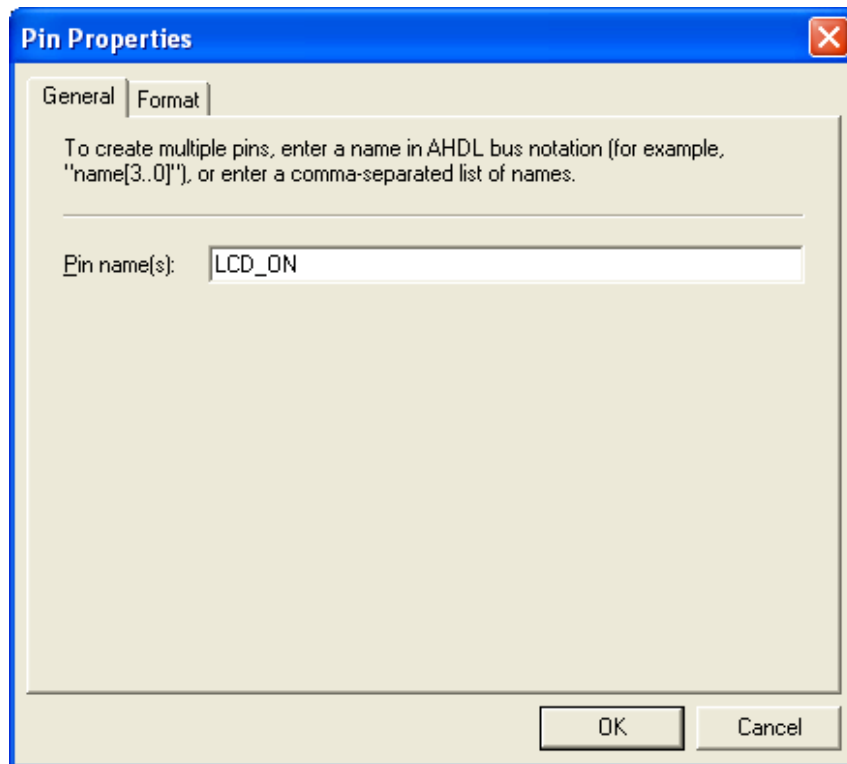 Pin Properties
General
Format
To create multiple pins, enter a name in AHDL bus notation (for example,
"name[3..0]"), or enter a comma-separated list of names.
Pin name(s): LCD_ON
OK
Cancel